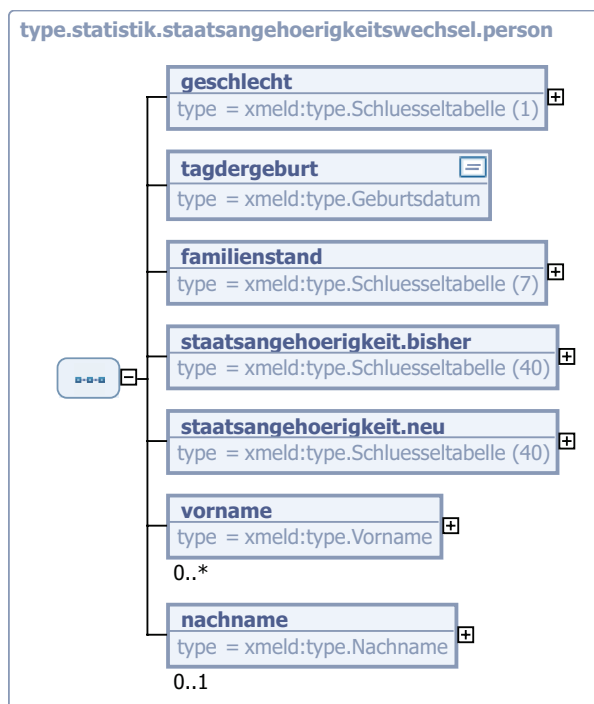 type.statistik.staatsangehoerigkeitswechsel.person
geschlecht
type = xmeld:type.Schluesseltabelle (1)
tagdergeburt
type = xmeld:type.Geburtsdatum
familienstand
type = xmeld:type.Schluesseltabelle (7)
staatsangehoerigkeit.bisher
type = xmeld:type.Schluesseltabelle (40)
staatsangehoerigkeit.neu
type = xmeld:type.Schluesseltabelle (40)
vorname
type = xmeld:type.Vorname
0..*
nachname
type = xmeld:type.Nachname
0..1